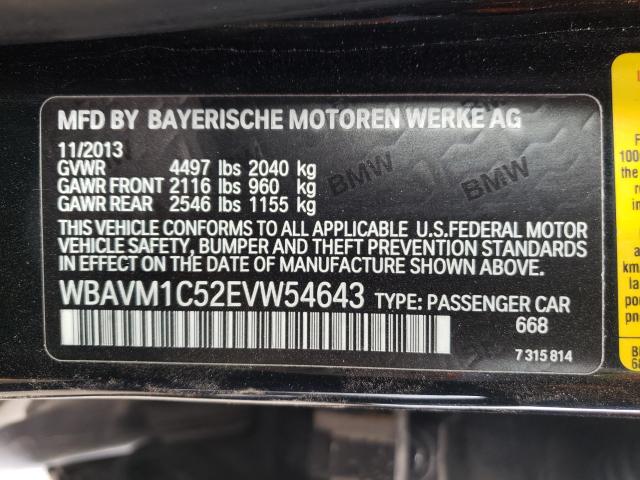 MFD BY BAYERISCHE MOTOREN WERKE AG
11/2013
GVWR 4497 lbs 2040 kg
GAWR FRONT 2116 lbs 960 kg
GAWR REAR 2546 lbs 1155 kg
THIS VEHICLE CONFORMS TO ALL APPLICABLE U.S.FEDERAL MOTOR
VEHICLE SAFETY, BUMPER AND THEFT PREVENTION STANDARDS
IN EFFECT ON THE DATE OF MANUFACTURE SHOWN ABOVE.
WBAVM1C52EVW54643 TYPE: PASSENGER CAR
668
7 315 814
BMW
BMW
BMW